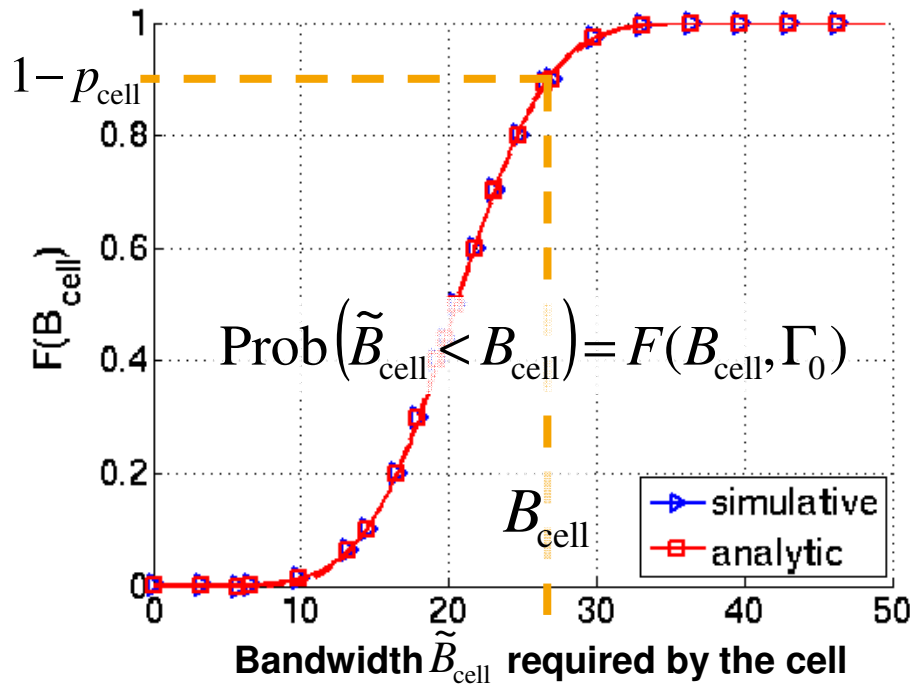 1
1−p_cell
0.8
0.6
F(B_cell)
Prob(B̃_cell < B_cell) = F(B_cell, Γ_0)
0.4
0.2
B_cell
simulative
analytic
0
0 10 20 30 40 50
Bandwidth B̃_cell required by the cell